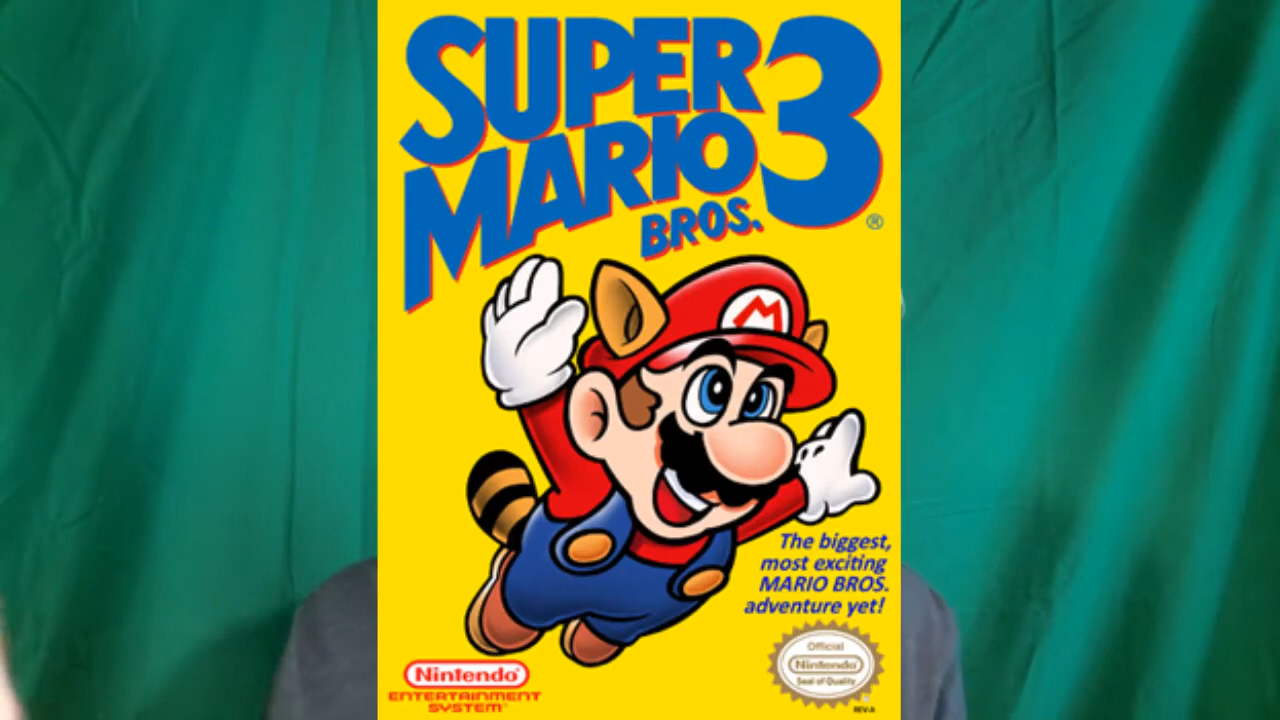 SUPER
MARIO
BROS. 3
®
M
The biggest,
most exciting
MARIO BROS.
adventure yet!
Nintendo®
ENTERTAINMENT
SYSTEM®
Official
Nintendo
Seal of Quality
REV-A